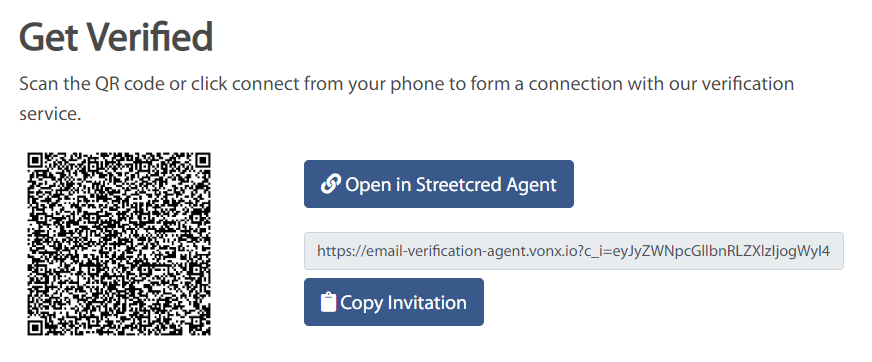 Get Verified
Scan the QR code or click connect from your phone to form a connection with our verification
service.
Open in Streetcred Agent
https://email-verification-agent.vonx.io?c_i=eyJyZWNpcGllbnRLZXlzIjogWyI4
Copy Invitation